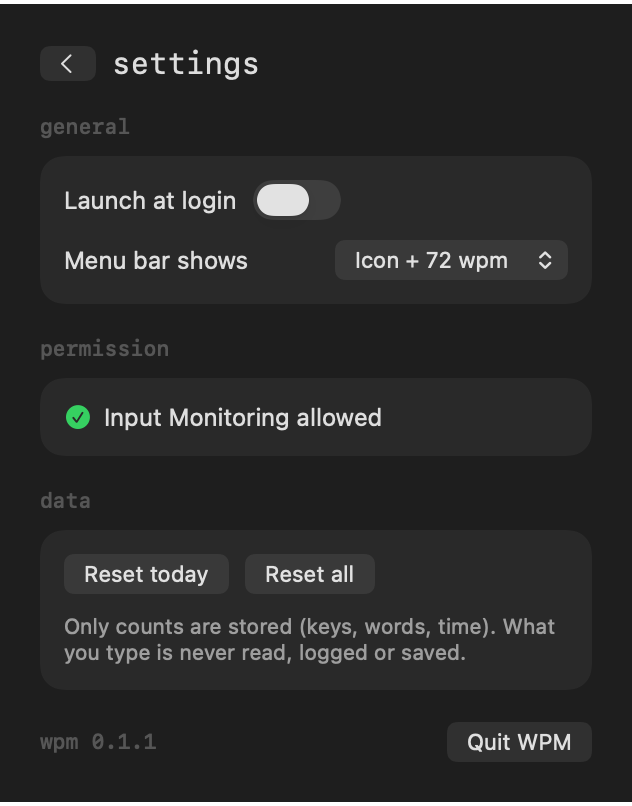 settings
general
Launch at login
Menu bar shows
Icon + 72 wpm
permission
Input Monitoring allowed
data
Reset today
Reset all
Only counts are stored (keys, words, time). What
you type is never read, logged or saved.
wpm 0.1.1
Quit WPM